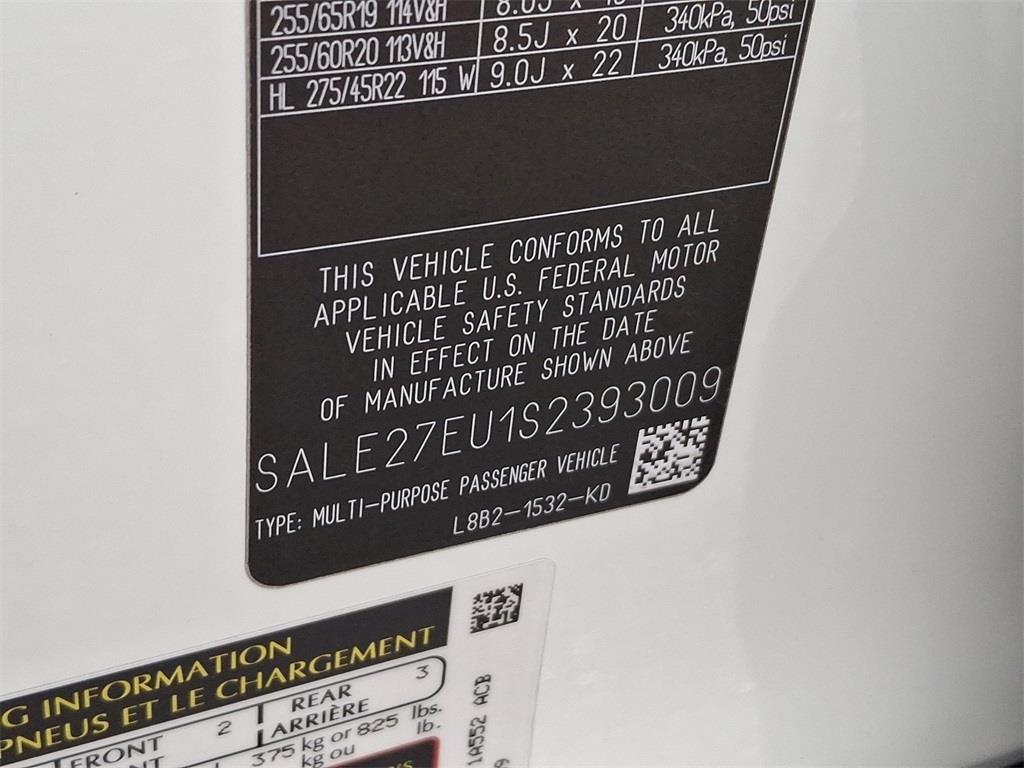 255/65R19 114V&H 8.0J x
255/60R20 113V&H 8.5J x 20 340kPa, 50psi
HL 275/45R22 115 W 9.0J x 22 340kPa, 50psi
THIS VEHICLE CONFORMS TO ALL
APPLICABLE U.S. FEDERAL MOTOR
VEHICLE SAFETY STANDARDS
IN EFFECT ON THE DATE
OF MANUFACTURE SHOWN ABOVE
SALE27EU1S2393009
TYPE: MULTI-PURPOSE PASSENGER VEHICLE
L8B2-1532-KD
G INFORMATION
PNEUS ET LE CHARGEMENT
FRONT 2 REAR 3
ARRIÈRE
375 kg or 825 lbs.
kg ou lb.
1A552 ACB